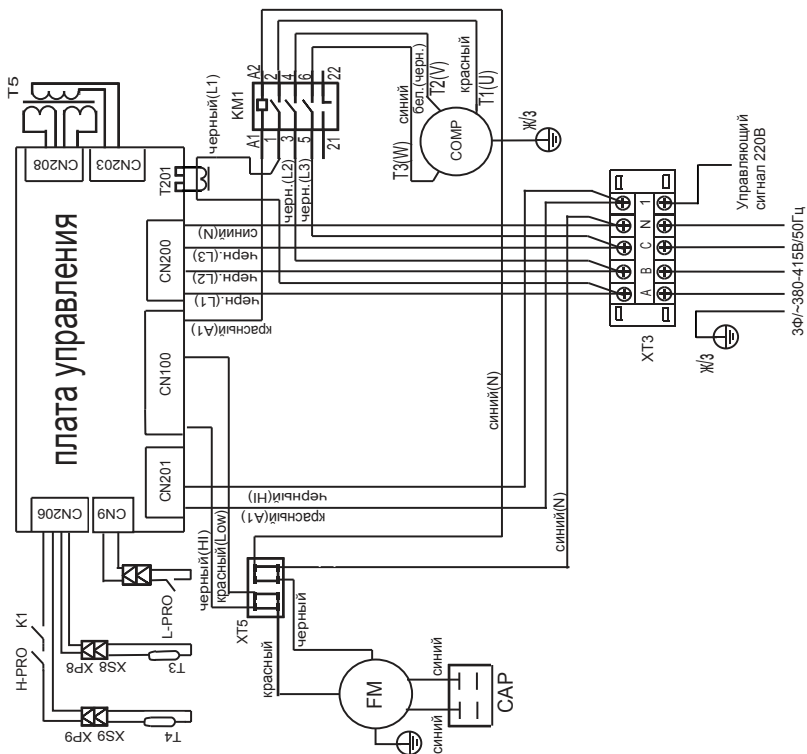 T5
CN208
CN203
плата управления
T201
CN200
CN100
CN201
CN206
CN9
черный(L1)
KM1
A1
1
3
5
21
A2
2
4
6
22
черн.(L2)
черн.(L3)
синий
бел.(черн.)
T2(V)
красный
T1(U)
T3(W)
COMP
Ж/З
синий(N)
черн.(L3)
черн.(L2)
черн.(L1)
красный(A1)
черный(HI)
красный(A1)
черный(HI)
красный(Low)
синий(N)
синий(N)
XT3
A
B
C
N
1
Управляющий
сигнал 220В
3Ф/~380-415В/50Гц
Ж/З
K1
H-PRO
L-PRO
XS8 XP8
T3
XS9 XP9
T4
XT5
красный
черный
FM
синий
синий
CAP